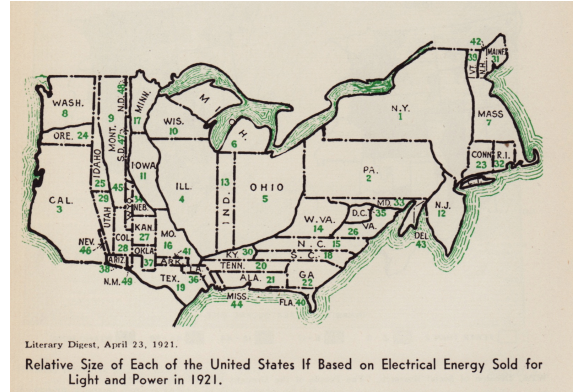 42
39
MAINE
31
VT.
N.H.
WASH.
8
ORE. 24
CAL.
3
IDAHO
25
MONT.
9
N.D. 48
S.D. 47
MINN.
17
WIS.
10
MICH.
6
N.Y.
1
MASS
7
CONN
23
R.I.
32
29
UTAH
NEV.
46
45
WYO
COL
28
ARIZ
38
N.M. 49
IOWA
11
34
NEB.
KAN.
27
OKLA
37
MO.
16
ARK.
41
TEX.
19
LA.
36
ILL.
4
IND.
13
OHIO
5
PA.
2
N.J.
12
MD. 33
DEL
43
D.C. 35
W.VA.
14
VA.
26
KY. 30
N. C. 15
TENN. 20
S. C. 18
ALA. 21
GA
22
MISS.
44
FLA. 40
Literary Digest, April 23, 1921.
Relative Size of Each of the United States If Based on Electrical Energy Sold for
Light and Power in 1921.